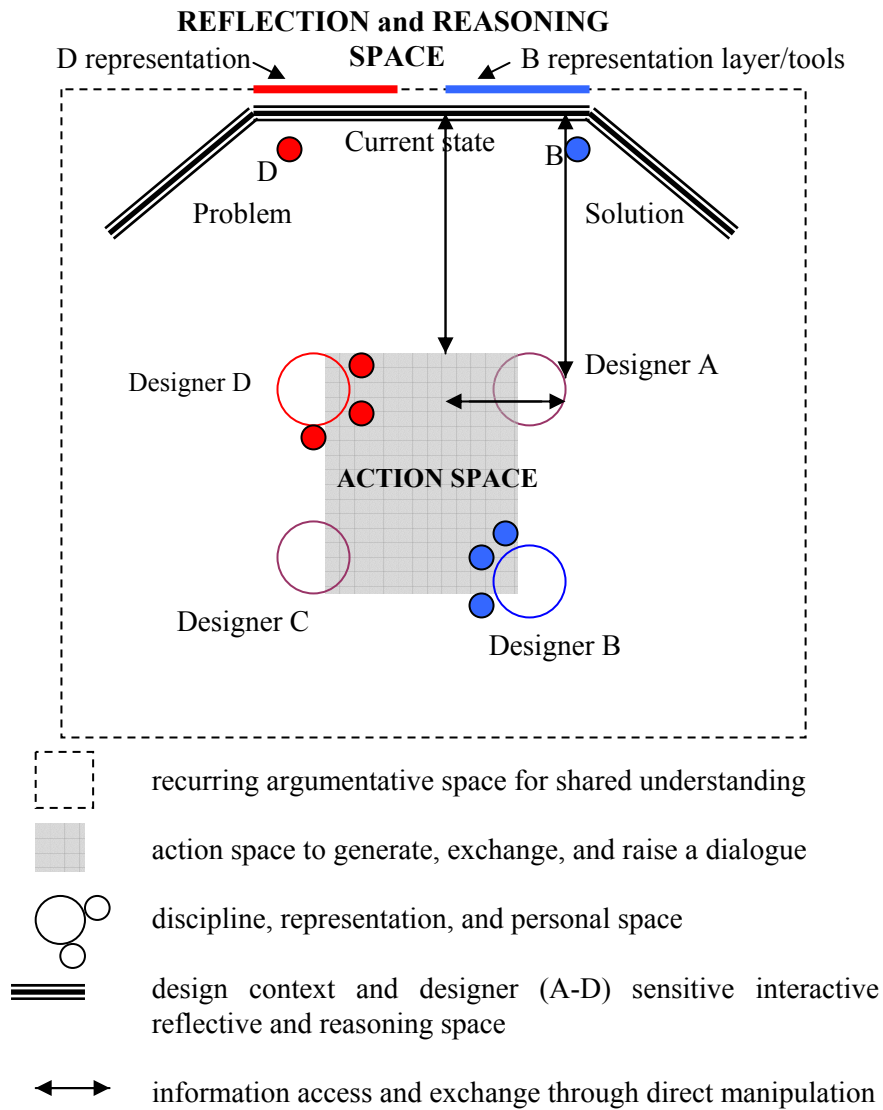 REFLECTION and REASONING
SPACE
D representation
B representation layer/tools
Current state
D
B
Problem
Solution
Designer D
Designer A
ACTION SPACE
Designer C
Designer B
recurring argumentative space for shared understanding
action space to generate, exchange, and raise a dialogue
discipline, representation, and personal space
design context and designer (A-D) sensitive interactive
reflective and reasoning space
information access and exchange through direct manipulation